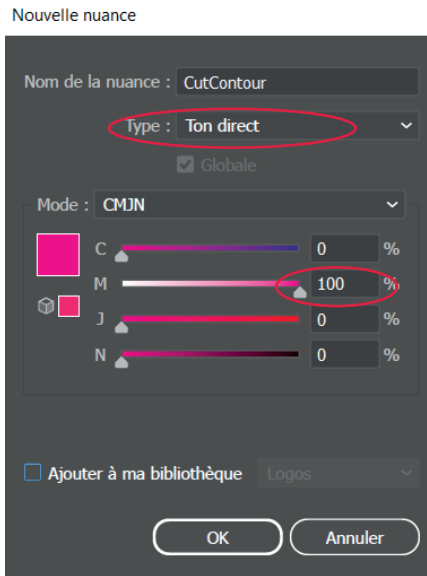 Nouvelle nuance
Nom de la nuance : CutContour
Type : Ton direct
Globale
Mode : CMJN
C 0 %
M 100 %
J 0 %
N 0 %
Ajouter à ma bibliothèque Logos
OK Annuler